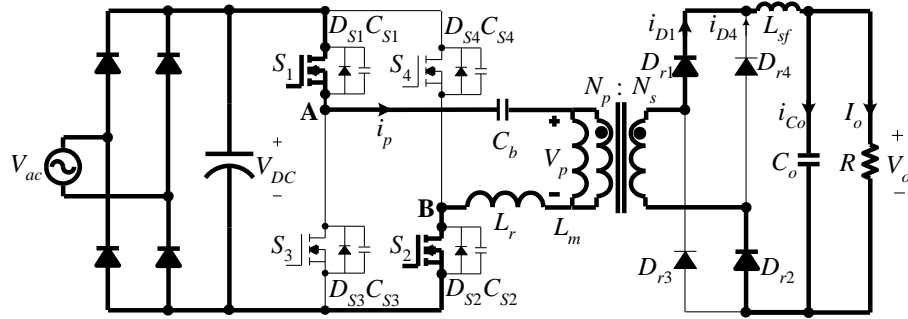 D_{S1} C_{S1}
D_{S4} C_{S4}
S_1
S_4
A
i_p
C_b
N_p : N_s
+
V_p
-
L_r
L_m
B
V_{ac}
V_{DC}
+
-
S_3
S_2
D_{S3} C_{S3}
D_{S2} C_{S2}
i_{D1}
i_{D4}
L_{sf}
D_{r1}
D_{r4}
D_{r3}
D_{r2}
i_{Co}
I_o
C_o
R
+
V_o
-